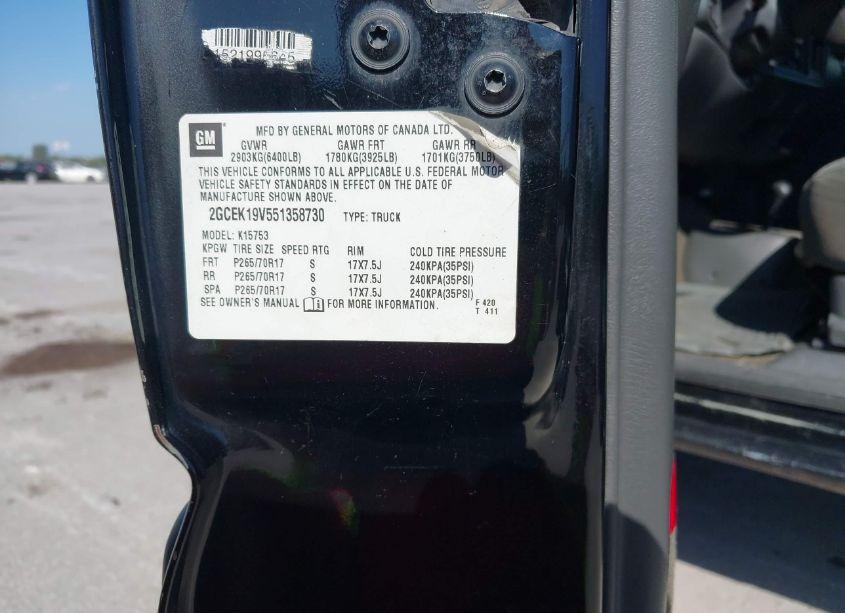 GM
MFD BY GENERAL MOTORS OF CANADA LTD.
GVWR GAWR FRT GAWR RR
2903KG(6400LB) 1780KG(3925LB) 1701KG(3750LB)
THIS VEHICLE CONFORMS TO ALL APPLICABLE U.S. FEDERAL MOTOR
VEHICLE SAFETY STANDARDS IN EFFECT ON THE DATE OF
MANUFACTURE SHOWN ABOVE.
2GCEK19V551358730 TYPE: TRUCK
MODEL: K15753
KPGW TIRE SIZE SPEED RTG RIM COLD TIRE PRESSURE
FRT P265/70R17 S 17X7.5J 240KPA(35PSI)
RR P265/70R17 S 17X7.5J 240KPA(35PSI)
SPA P265/70R17 S 17X7.5J 240KPA(35PSI)
SEE OWNER'S MANUAL FOR MORE INFORMATION.
F 420
T 411